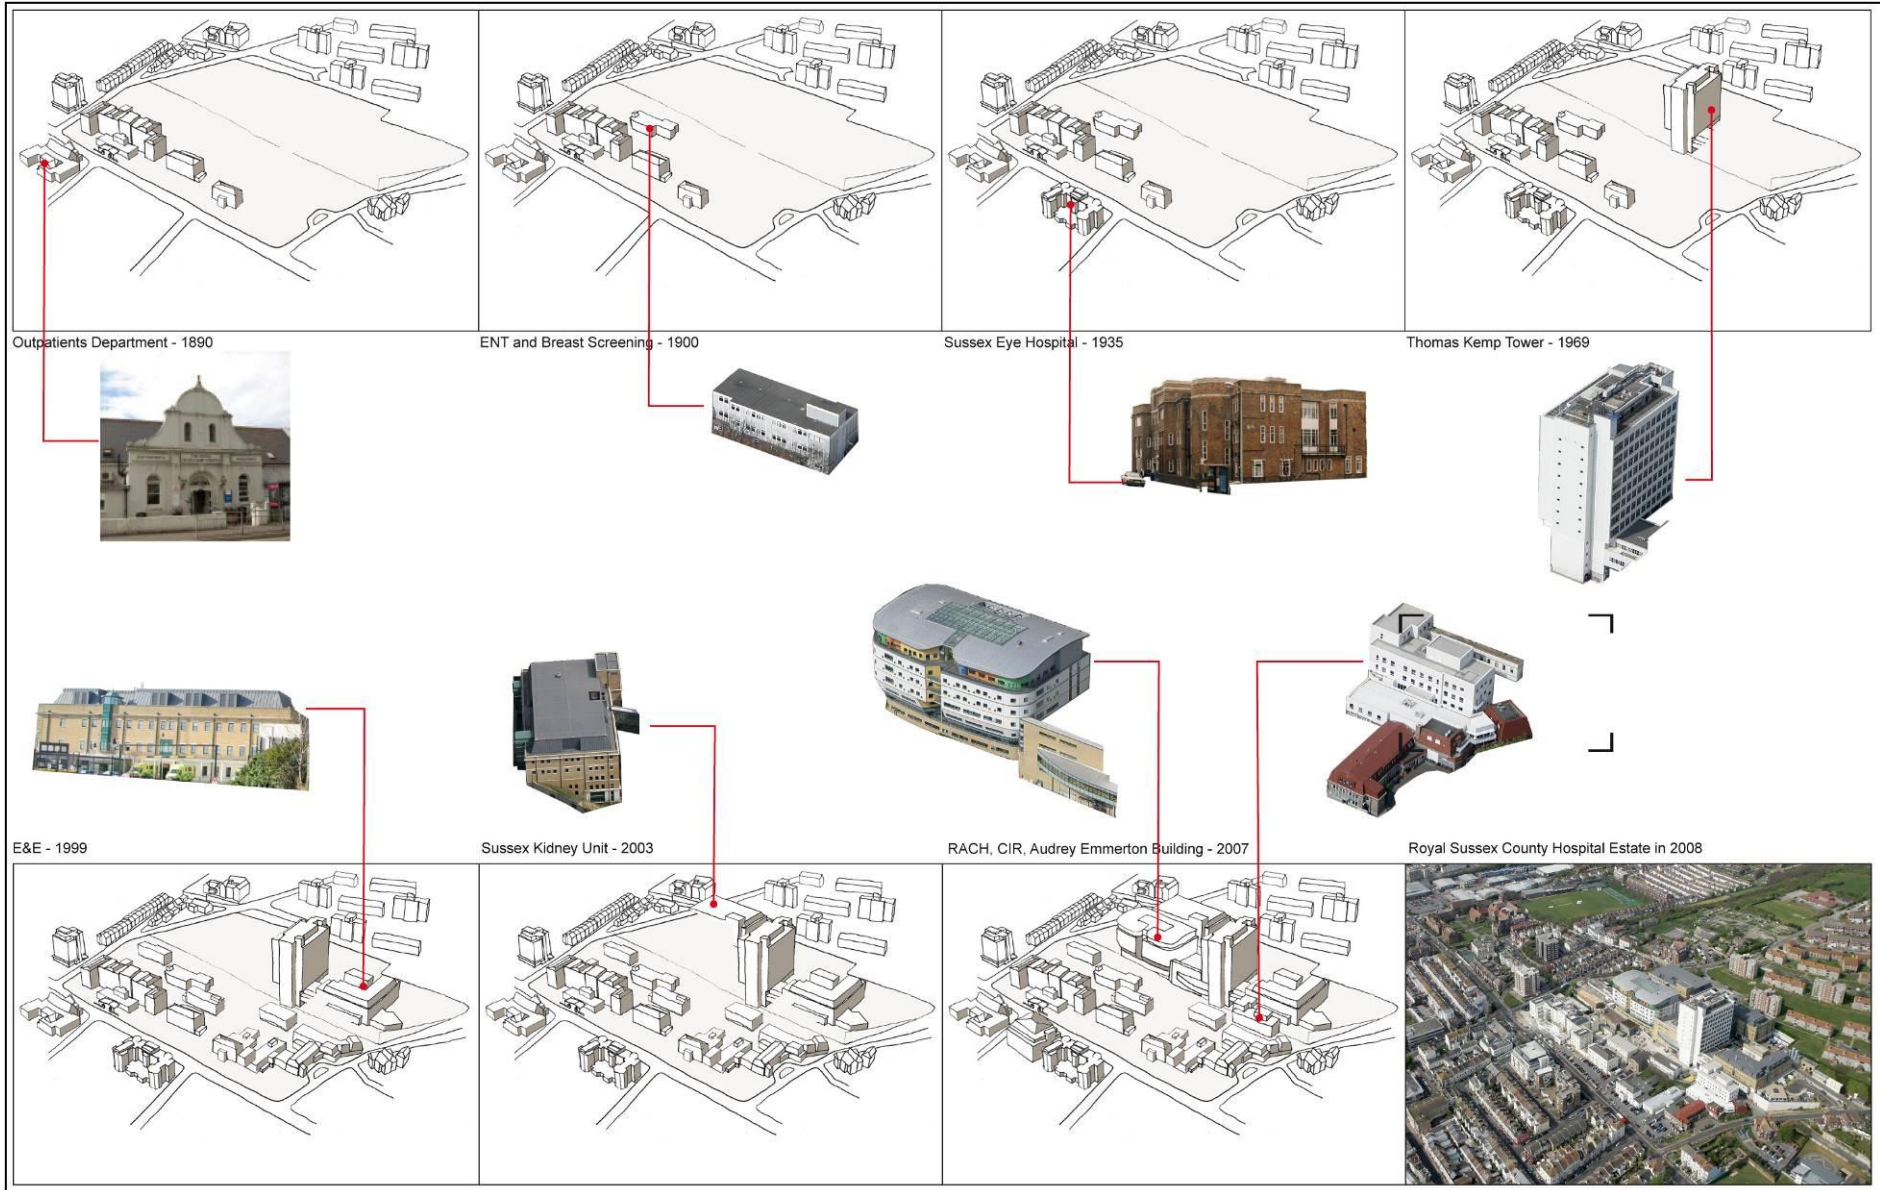 Outpatients Department - 1890
ENT and Breast Screening - 1900
Sussex Eye Hospital - 1935
Thomas Kemp Tower - 1969
E&E - 1999
Sussex Kidney Unit - 2003
RACH, CIR, Audrey Emmerton Building - 2007
Royal Sussex County Hospital Estate in 2008